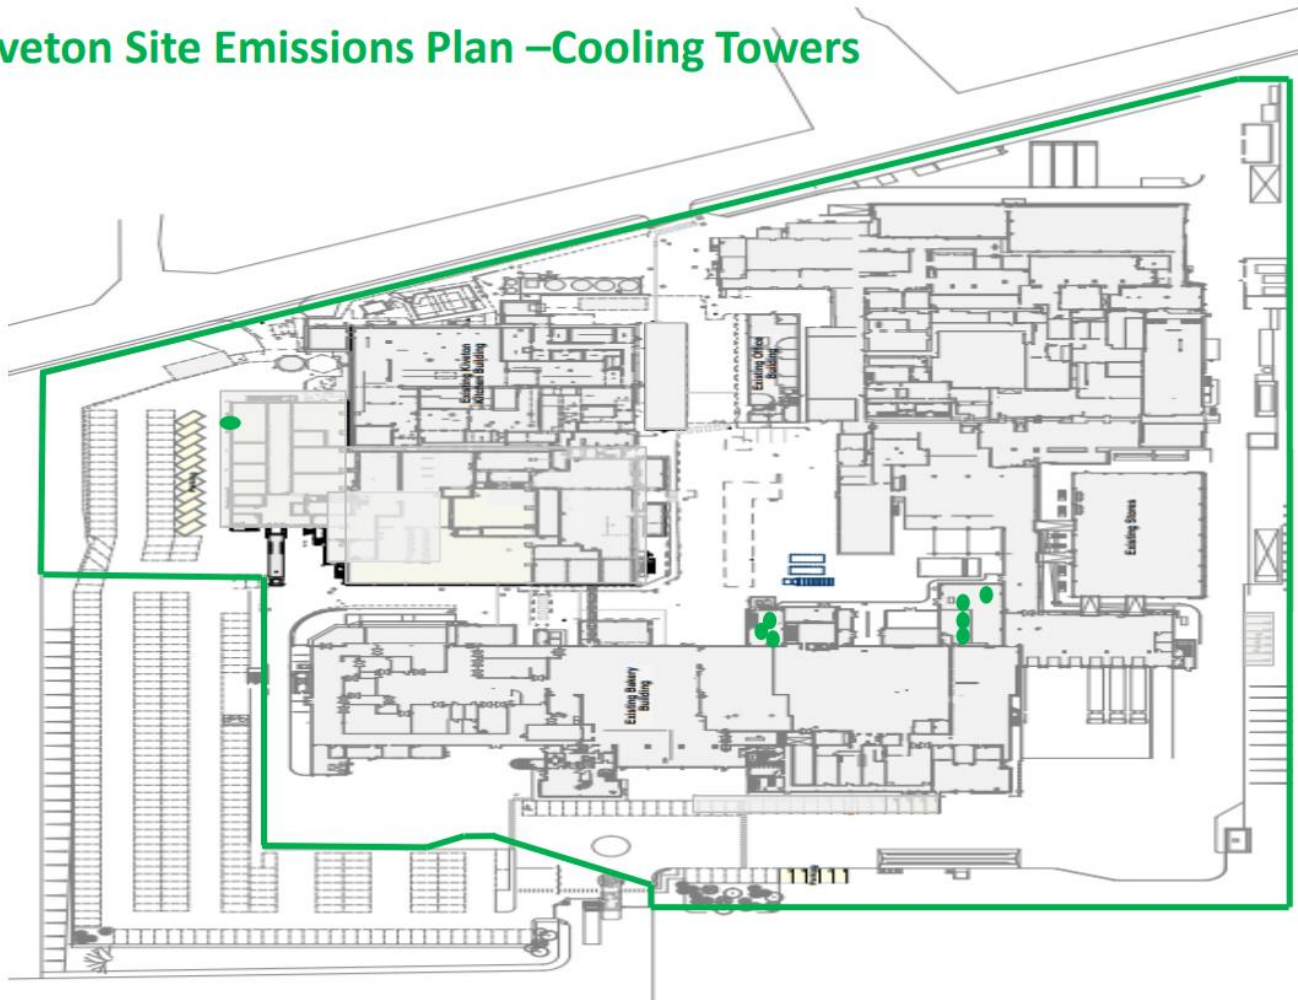 veton Site Emissions Plan –Cooling Towers
Existing Kiveton
Kitchen Building
Existing Office
Building
Existing Stores
Existing Bakery
Building